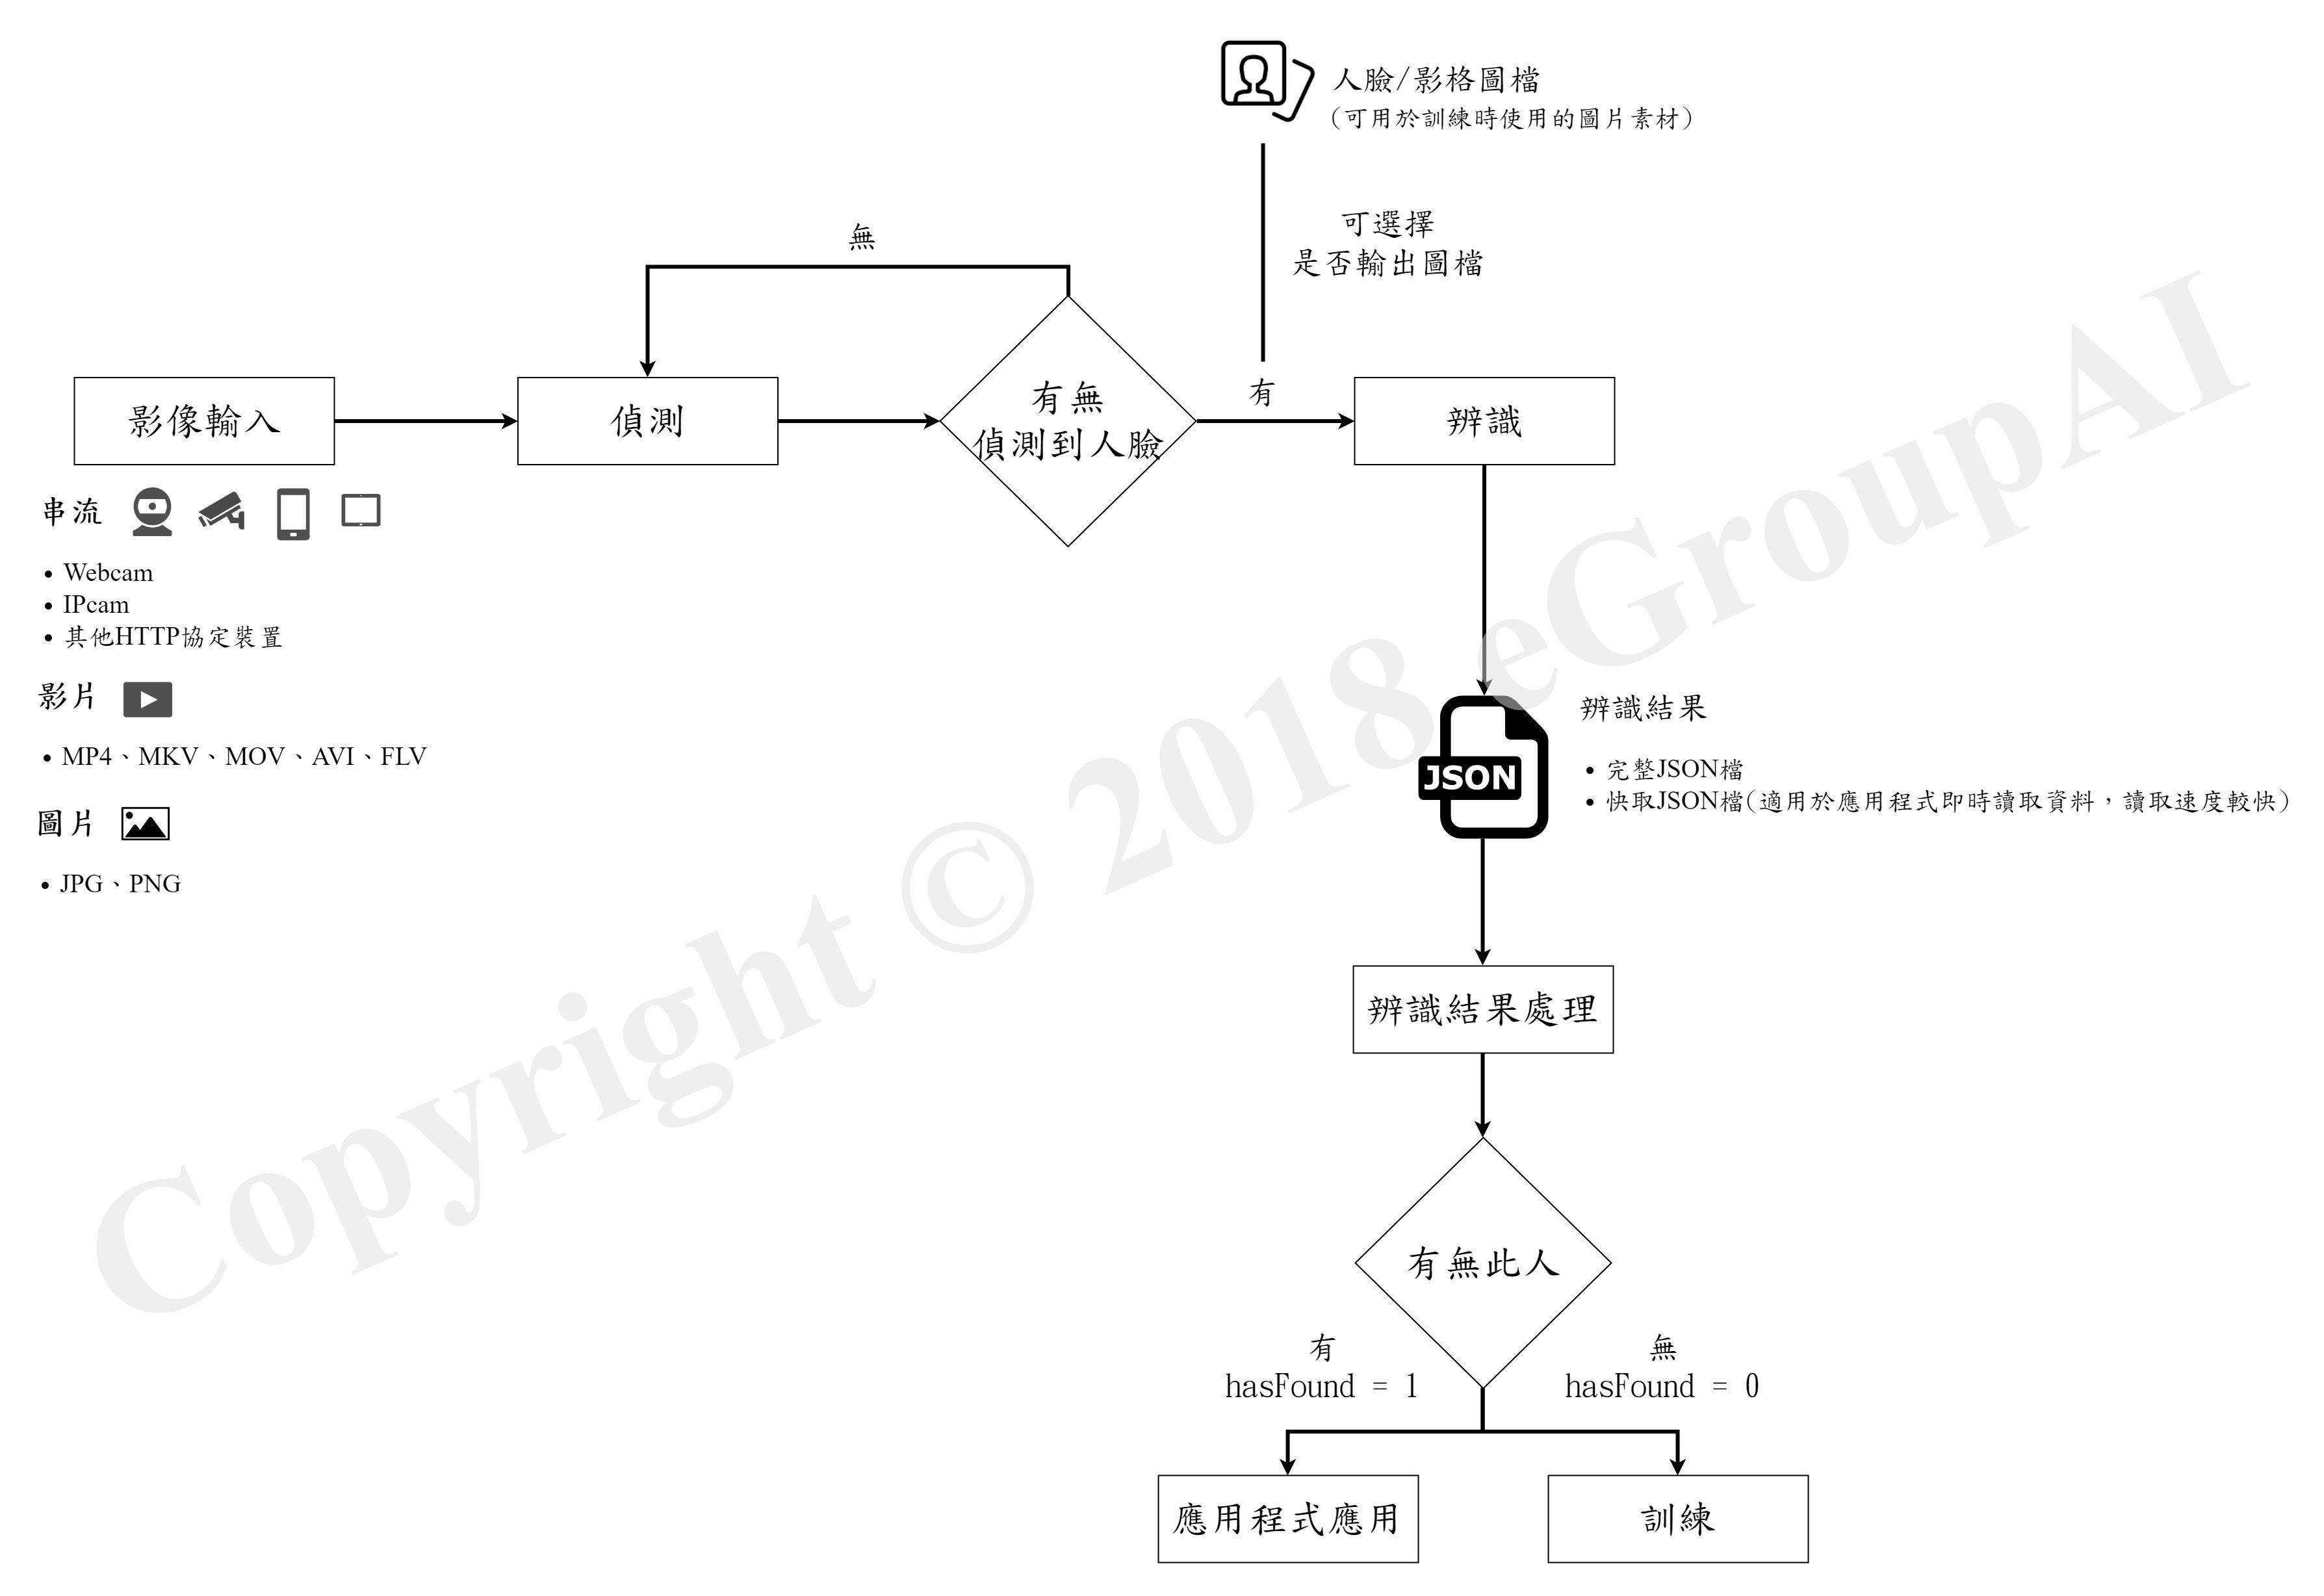 人臉/影格圖檔
(可用於訓練時使用的圖片素材)
可選擇
是否輸出圖檔
無
影像輸入
偵測
有無
偵測到人臉
有
辨識
串流
• Webcam
• IPcam
• 其他HTTP協定裝置
影片
• MP4、MKV、MOV、AVI、FLV
圖片
• JPG、PNG
JSON
辨識結果
• 完整JSON檔
• 快取JSON檔(適用於應用程式即時讀取資料，讀取速度較快)
辨識結果處理
有無此人
有
hasFound = 1
無
hasFound = 0
應用程式應用
訓練
Copyright © 2018 eGroupAI